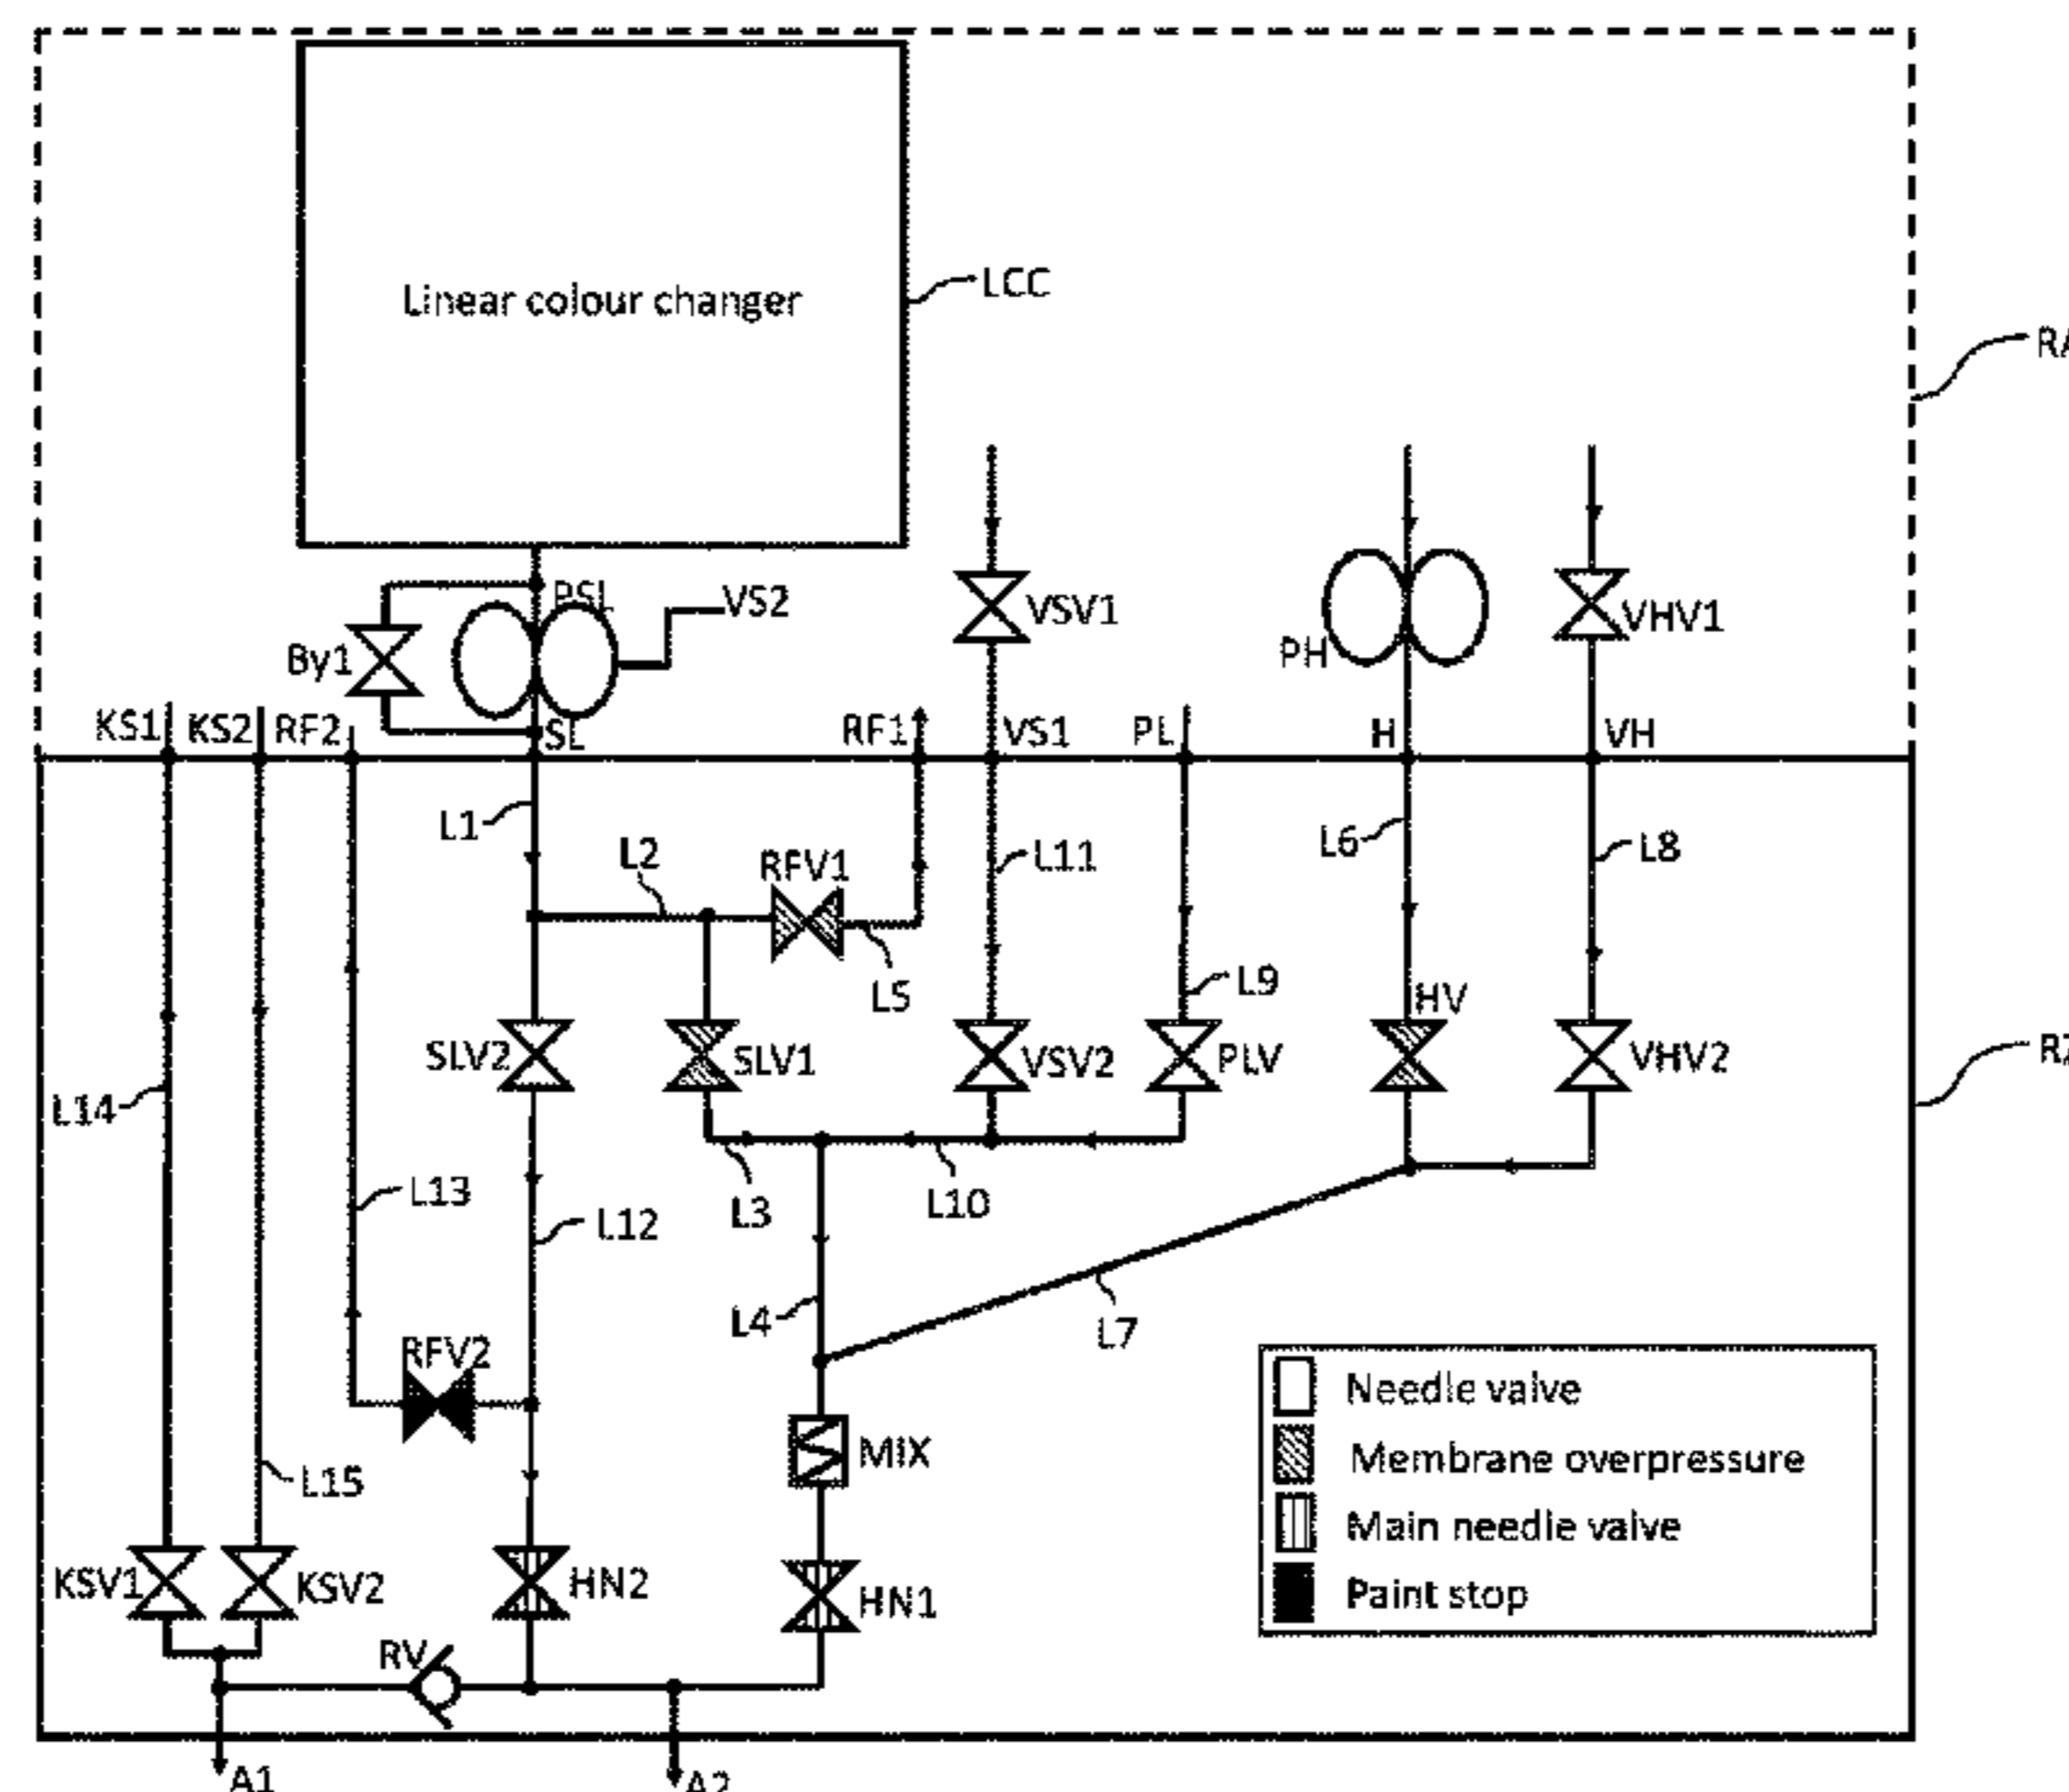 Linear colour changer
LCC
PSL
VS2
VSV1
VHV1
By1
PH
KS1
KS2
RF2
SL
RF1
VS1
PL
H
VH
L1
L2
RFV1
L11
L6
L8
L5
L9
HV
SLV2
SLV1
VSV2
PLV
VHV2
L14
L13
L12
L3
L10
L4
L7
RFV2
Needle valve
MIX
Membrane overpressure
L15
Main needle valve
KSV1
KSV2
HN2
HN1
Paint stop
RV
A1
A2